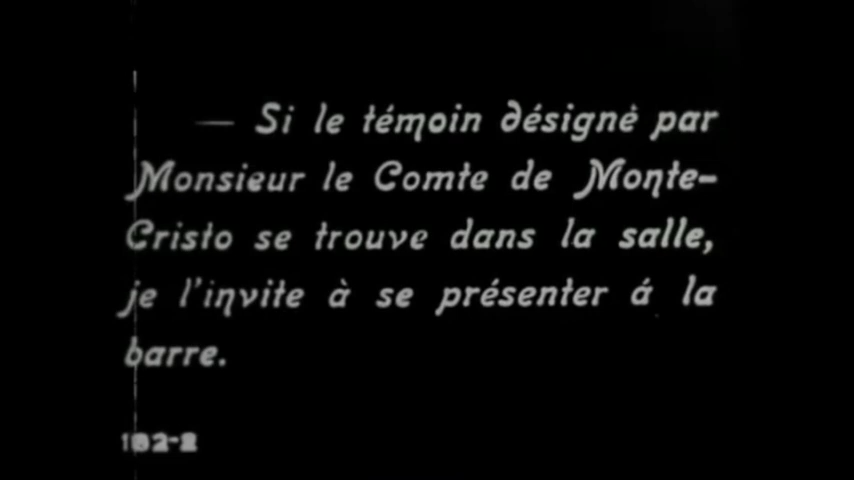 — Si le témoin désigné par
Monsieur le Comte de Monte-
Cristo se trouve dans la salle,
je l'invite à se présenter á la
barre.
182-2